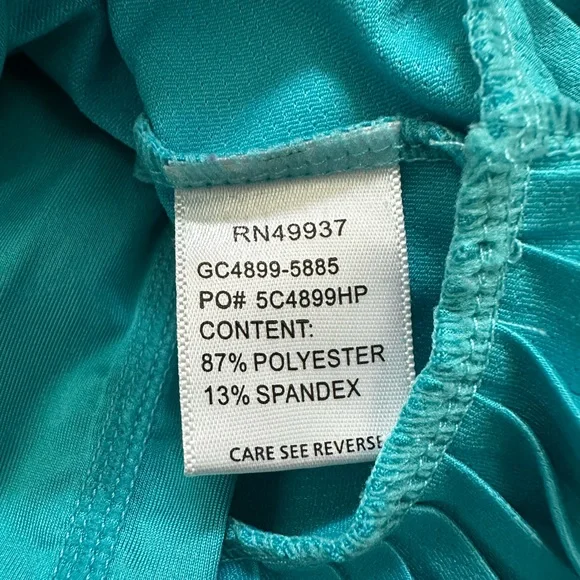 RN49937
GC4899-5885
PO# 5C4899HP
CONTENT:
87% POLYESTER
13% SPANDEX
CARE SEE REVERSE